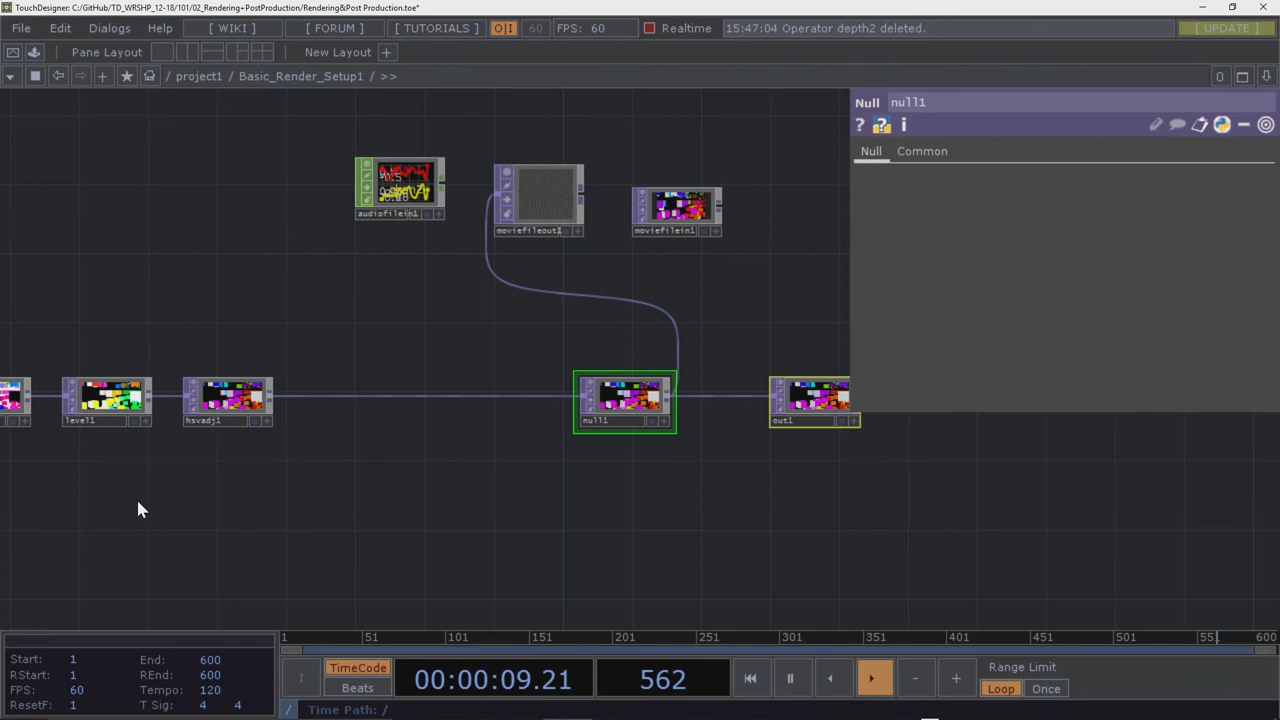 TouchDesigner: C:/GitHub/TD_WRSHP_12-18/101/02_Rendering+PostProduction/Rendering&Post Production.toe*
File Edit Dialogs Help [ WIKI ] [ FORUM ] [ TUTORIALS ] O|I 60 FPS: 60 Realtime 15:47:04 Operator depth2 deleted. [ UPDATE ]
Pane Layout New Layout +
/ project1 / Basic_Render_Setup1 / >> 0
Null null1
? ? i
Null Common
audiofilein1
moviefileout1
moviefilein1
level1
hsvadj1
null1
out1
1 51 101 151 201 251 301 351 401 451 501 551 600
Start: 1 End: 600
RStart: 1 REnd: 600
FPS: 60 Tempo: 120
ResetF: 1 T Sig: 4 4
1 TimeCode Beats 00:00:09.21 562 - + Range Limit
Loop Once
/ Time Path: /